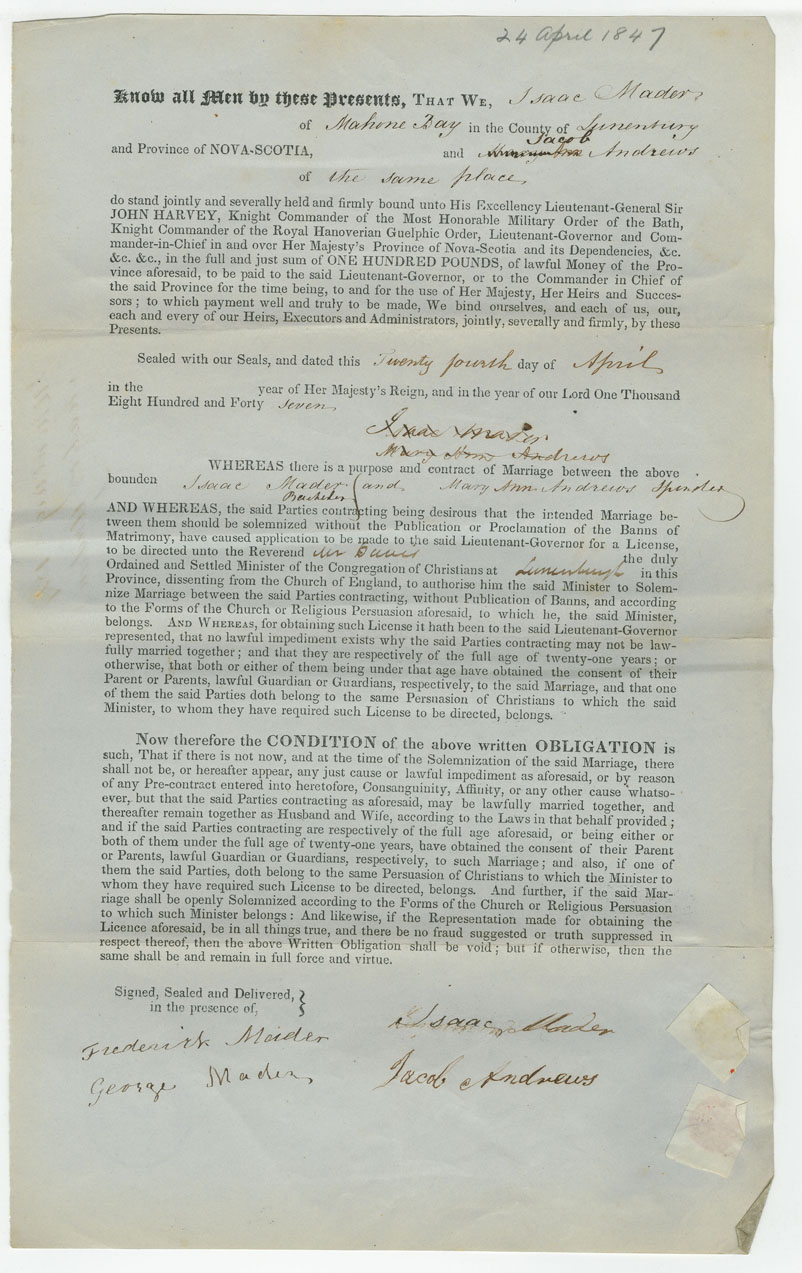 24 April 1847
Know all Men by these Presents, THAT WE, Isaac Mader
of Mahone Bay in the County of Lunenburg
Jacob
and Province of NOVA-SCOTIA, and Andrews
of the same place
do stand jointly and severally held and firmly bound unto His Excellency Lieutenant-General Sir
JOHN HARVEY, Knight Commander of the Most Honorable Military Order of the Bath,
Knight Commander of the Royal Hanoverian Guelphic Order, Lieutenant-Governor and Com-
mander-in-Chief in and over Her Majesty's Province of Nova-Scotia and its Dependencies, &c.
&c. &c., in the full and just sum of ONE HUNDRED POUNDS, of lawful Money of the Pro-
vince aforesaid, to be paid to the said Lieutenant-Governor, or to the Commander in Chief of
the said Province for the time being, to and for the use of Her Majesty, Her Heirs and Succes-
sors; to which payment well and truly to be made, We bind ourselves, and each of us, our,
each and every of our Heirs, Executors and Administrators, jointly, severally and firmly, by these
Presents.
Sealed with our Seals, and dated this Twenty fourth day of April
in the year of Her Majesty's Reign, and in the year of our Lord One Thousand
Eight Hundred and Forty seven
Isaac Mader
Mary Ann Andrews
WHEREAS there is a purpose and contract of Marriage between the above
bounden Isaac Mader (and Mary Ann Andrews Spinster
Bachelor
AND WHEREAS, the said Parties contracting being desirous that the intended Marriage be-
tween them should be solemnized without the Publication or Proclamation of the Banns of
Matrimony, have caused application to be made to the said Lieutenant-Governor for a License,
to be directed unto the Reverend Mr the duly
Ordained and Settled Minister of the Congregation of Christians at Lunenburgh in this
Province, dissenting from the Church of England, to authorise him the said Minister to Solem-
nize Marriage between the said Parties contracting, without Publication of Banns, and according
to the Forms of the Church or Religious Persuasion aforesaid, to which he, the said Minister,
belongs. AND WHEREAS, for obtaining such License it hath been to the said Lieutenant-Governor
represented, that no lawful impediment exists why the said Parties contracting may not be law-
fully married together; and that they are respectively of the full age of twenty-one years; or
otherwise, that both or either of them being under that age have obtained the consent of their
Parent or Parents, lawful Guardian or Guardians, respectively, to the said Marriage, and that one
of them the said Parties doth belong to the same Persuasion of Christians to which the said
Minister, to whom they have required such License to be directed, belongs.
Now therefore the CONDITION of the above written OBLIGATION is
such, That if there is not now, and at the time of the Solemnization of the said Marriage, there
shall not be, or hereafter appear, any just cause or lawful impediment as aforesaid, or by reason
of any Pre-contract entered into heretofore, Consanguinity, Affinity, or any other cause whatso-
ever, but that the said Parties contracting as aforesaid, may be lawfully married together, and
thereafter remain together as Husband and Wife, according to the Laws in that behalf provided;
and if the said Parties contracting are respectively of the full age aforesaid, or being either or
both of them under the full age of twenty-one years, have obtained the consent of their Parent
or Parents, lawful Guardian or Guardians, respectively, to such Marriage; and also, if one of
them the said Parties, doth belong to the same Persuasion of Christians to which the Minister to
whom they have required such License to be directed, belongs. And further, if the said Mar-
riage shall be openly Solemnized according to the Forms of the Church or Religious Persuasion
to which such Minister belongs: And likewise, if the Representation made for obtaining the
Licence aforesaid, be in all things true, and there be no fraud suggested or truth suppressed in
respect thereof, then the above Written Obligation shall be void; but if otherwise, then the
same shall be and remain in full force and virtue.
Signed, Sealed and Delivered,
in the presence of,
Isaac Mader
Frederick Mader
Jacob Andrews
George Mader